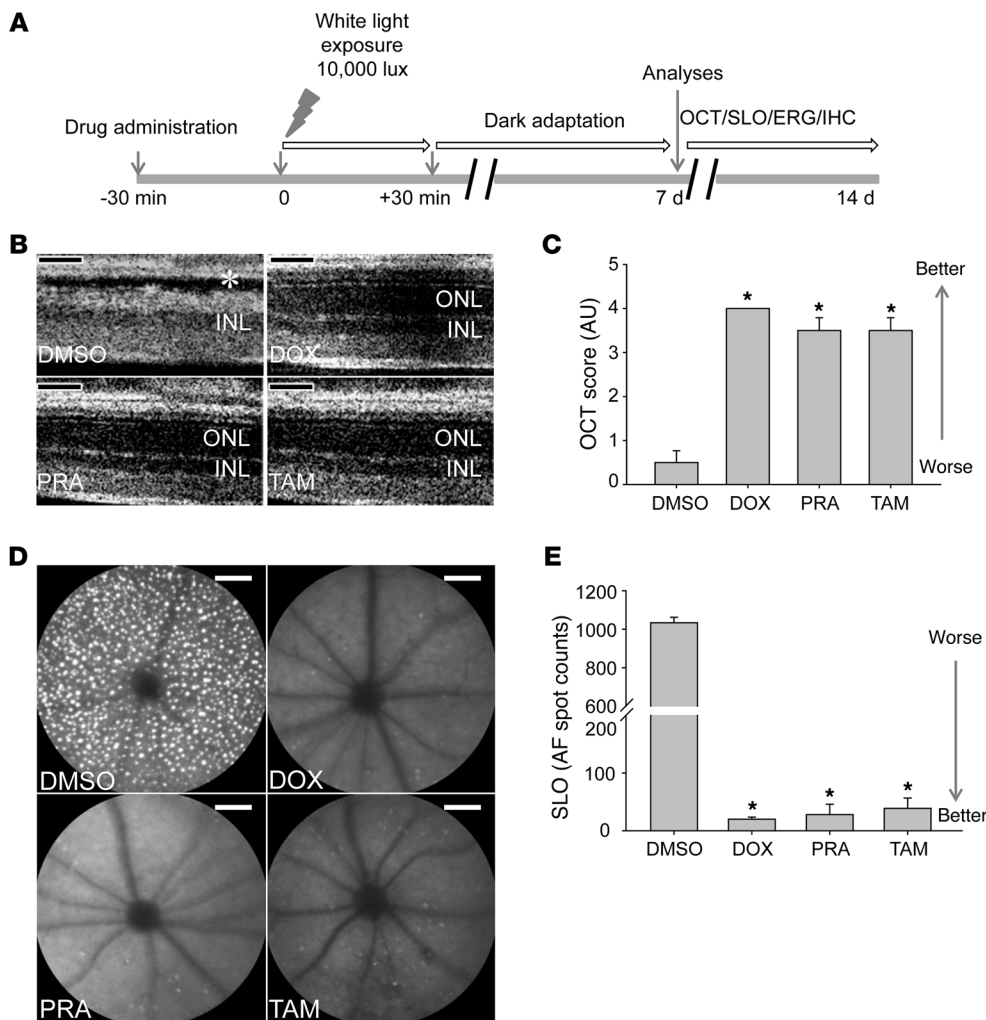 A
White light
exposure
10,000 lux
Analyses
Drug administration
Dark adaptation
OCT/SLO/ERG/IHC
-30 min
0
+30 min
7 d
14 d
B
*
INL
DMSO
ONL
INL
DOX
ONL
INL
PRA
ONL
INL
TAM
C
OCT score (AU)
5
4
3
2
1
0
*
*
*
Better
Worse
DMSO
DOX
PRA
TAM
D
DMSO
DOX
PRA
TAM
E
SLO (AF spot counts)
1200
1000
800
600
200
100
0
*
*
*
Worse
Better
DMSO
DOX
PRA
TAM